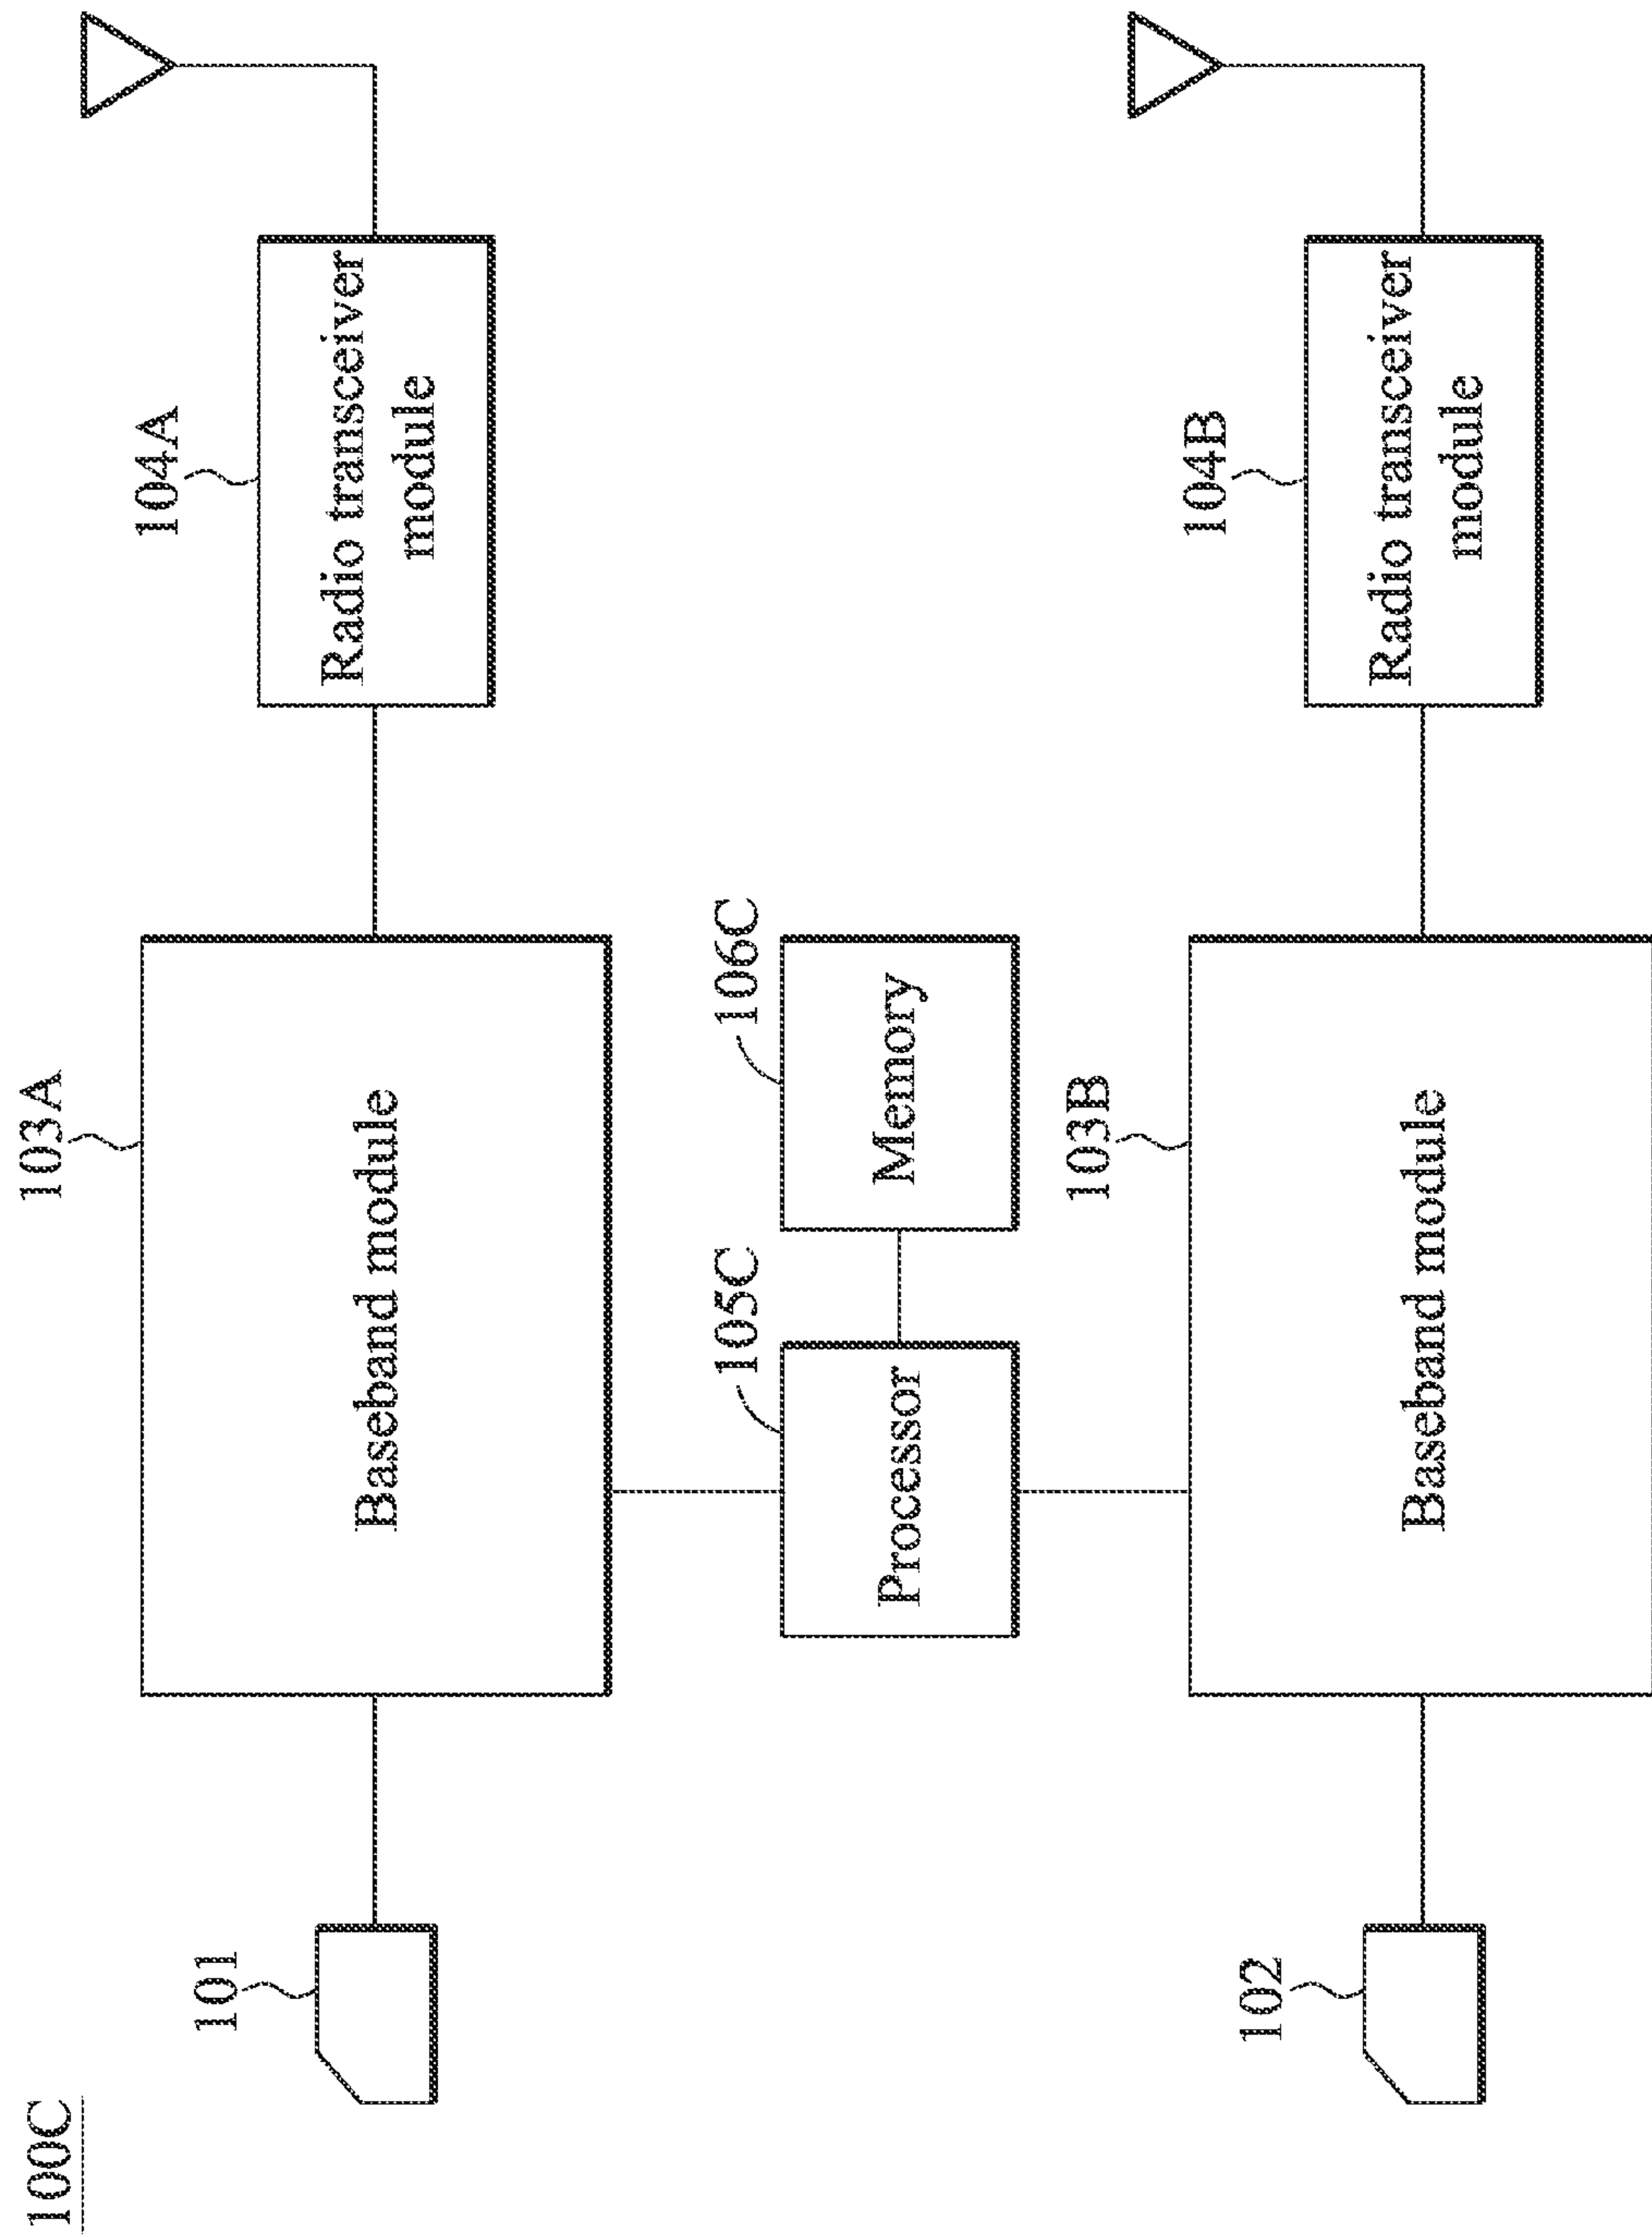 100C
103A
104A
101
Baseband module
Radio transceiver
module
105C
106C
Processor
Memory
103B
104B
102
Baseband module
Radio transceiver
module